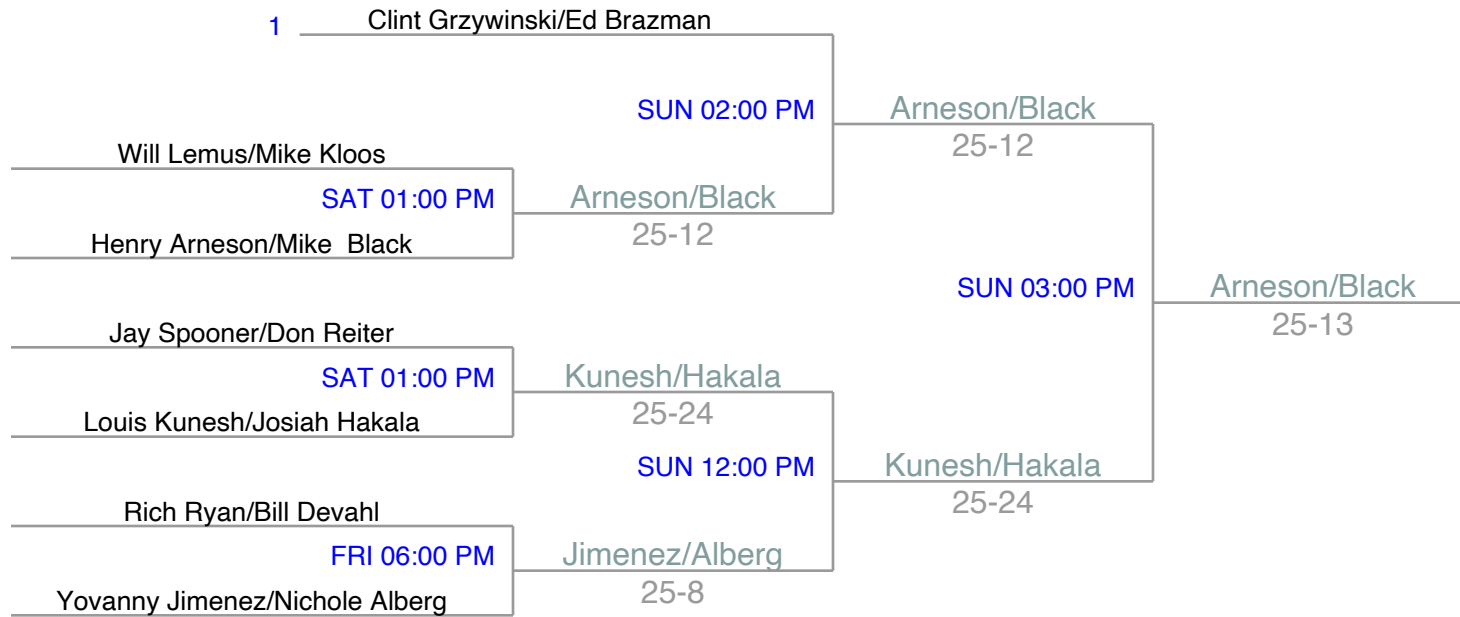 1 Clint Grzywinski/Ed Brazman
SUN 02:00 PM Arneson/Black
25-12
Will Lemus/Mike Kloos
SAT 01:00 PM Arneson/Black
25-12
Henry Arneson/Mike  Black
SUN 03:00 PM Arneson/Black
25-13
Jay Spooner/Don Reiter
SAT 01:00 PM Kunesh/Hakala
25-24
Louis Kunesh/Josiah Hakala
SUN 12:00 PM Kunesh/Hakala
25-24
Rich Ryan/Bill Devahl
FRI 06:00 PM Jimenez/Alberg
25-8
Yovanny Jimenez/Nichole Alberg